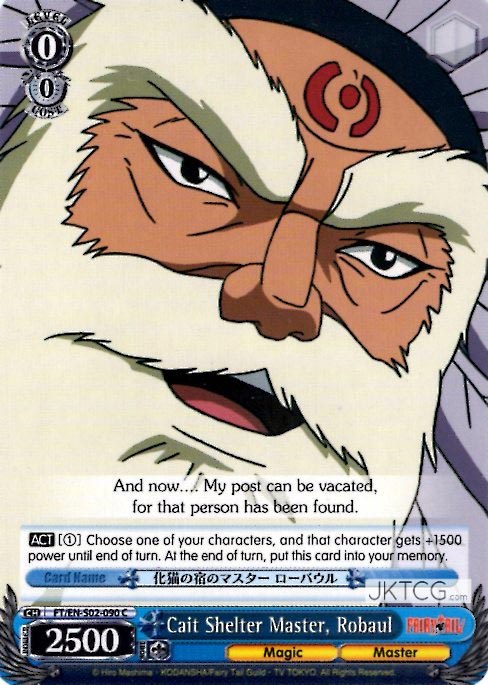 LEVEL
0
0
COST
And now.... My post can be vacated,
for that person has been found.
ACT [①] Choose one of your characters, and that character gets +1500
power until end of turn. At the end of turn, put this card into your memory.
Card Name 化猫の宿のマスター ローバウル
JKTCG.com
CH FT/EN-S02-090 C
POWER 2500 SOUL Cait Shelter Master, Robaul FAIRY TAIL
Magic Master
© Hiro Mashima · KODANSHA/Fairy Tail Guild · TV TOKYO. All Rights Reserved.